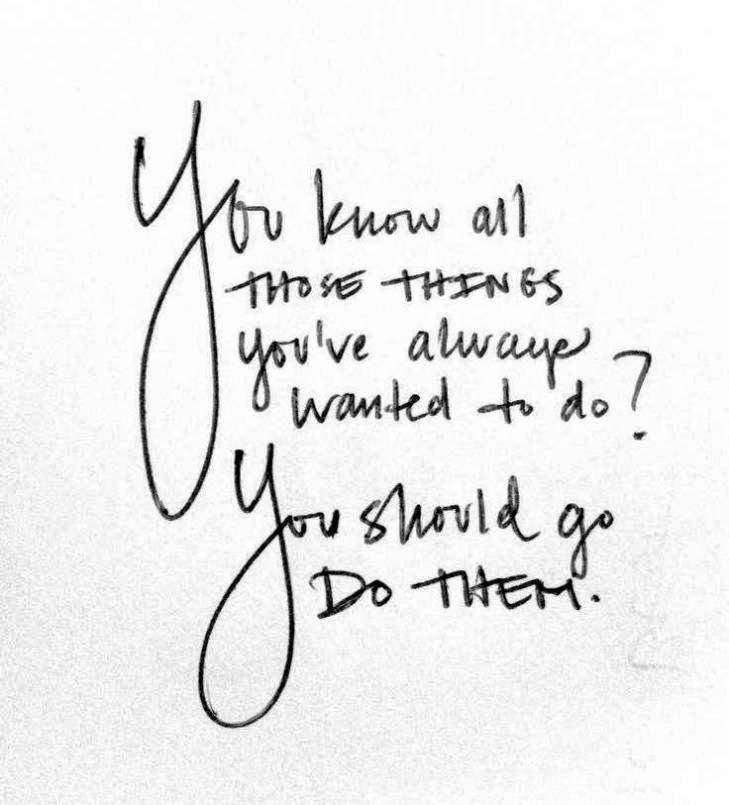 You know all
THOSE THINGS
you've always
wanted to do?
You should go
DO THEM.